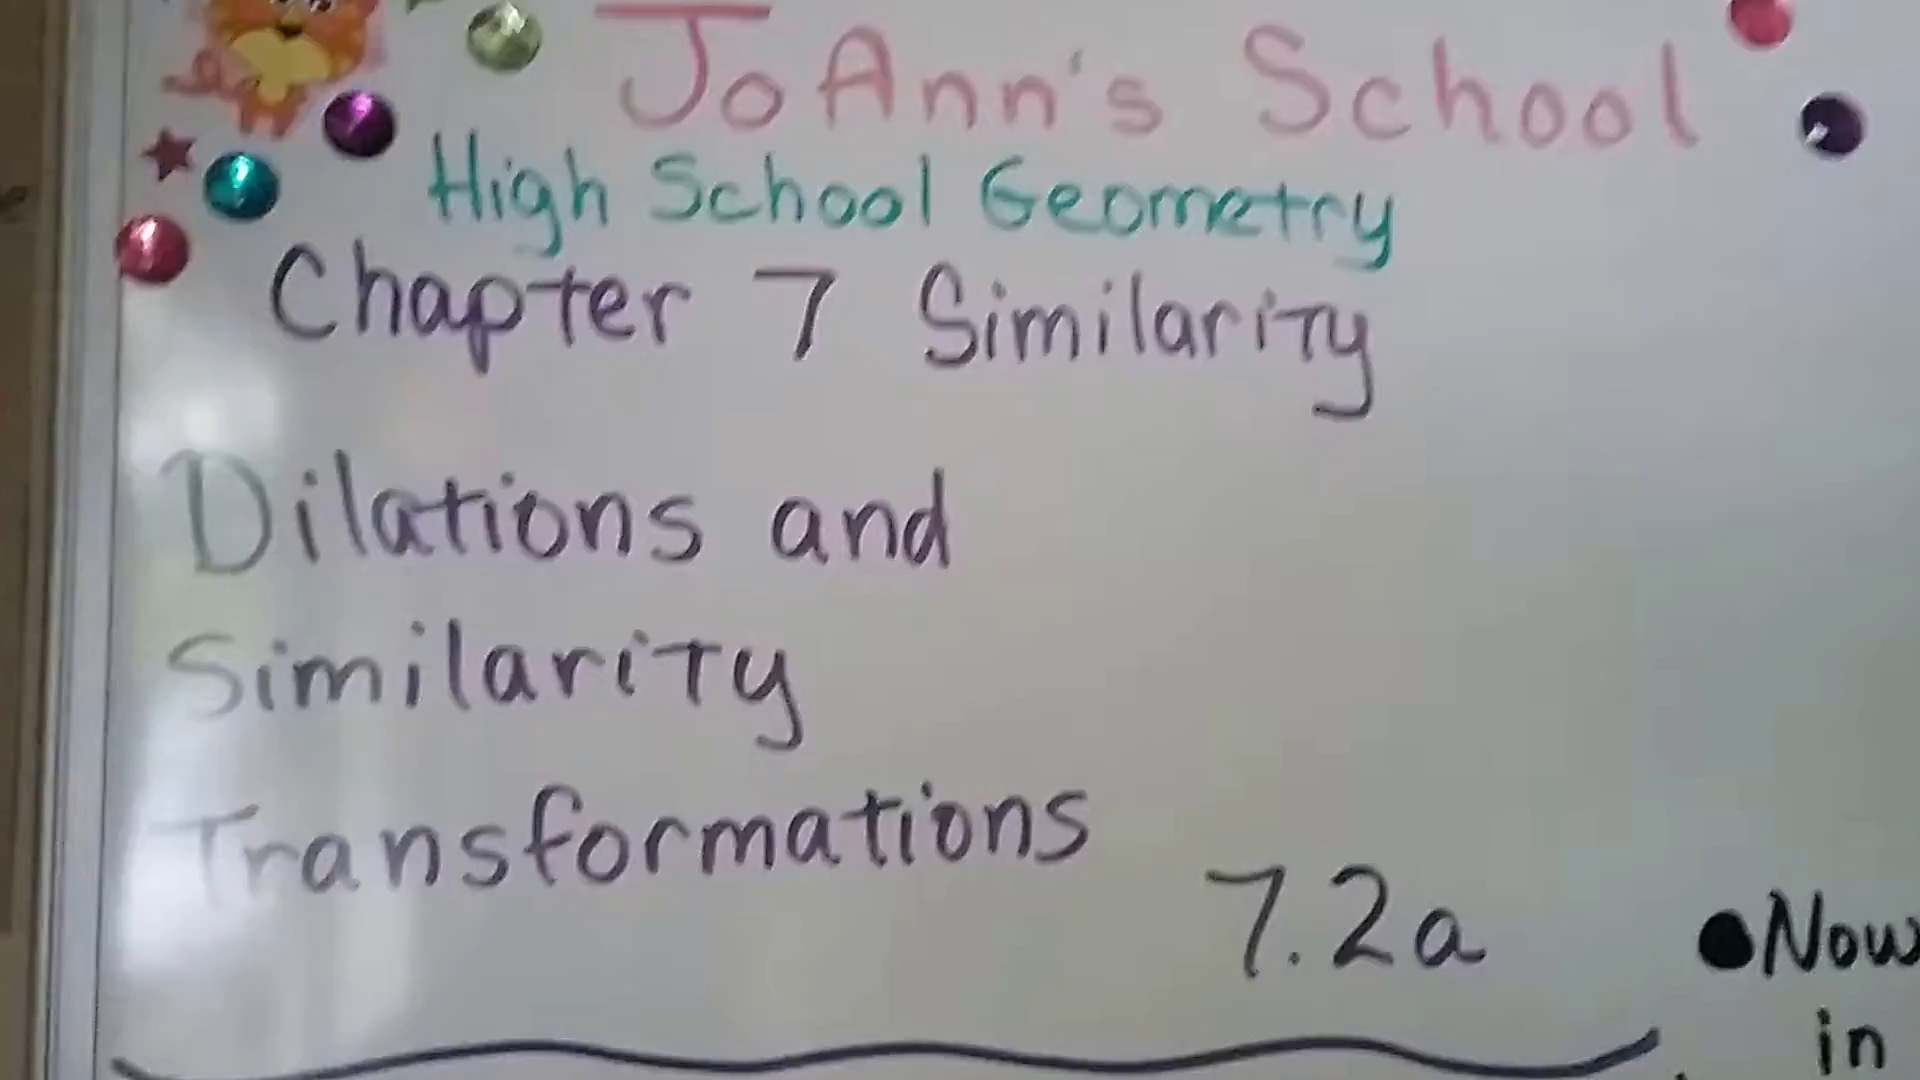 JoAnn's School
High School Geometry
Chapter 7 Similarity
Dilations and
Similarity
Transformations
7.2a
●Now
in